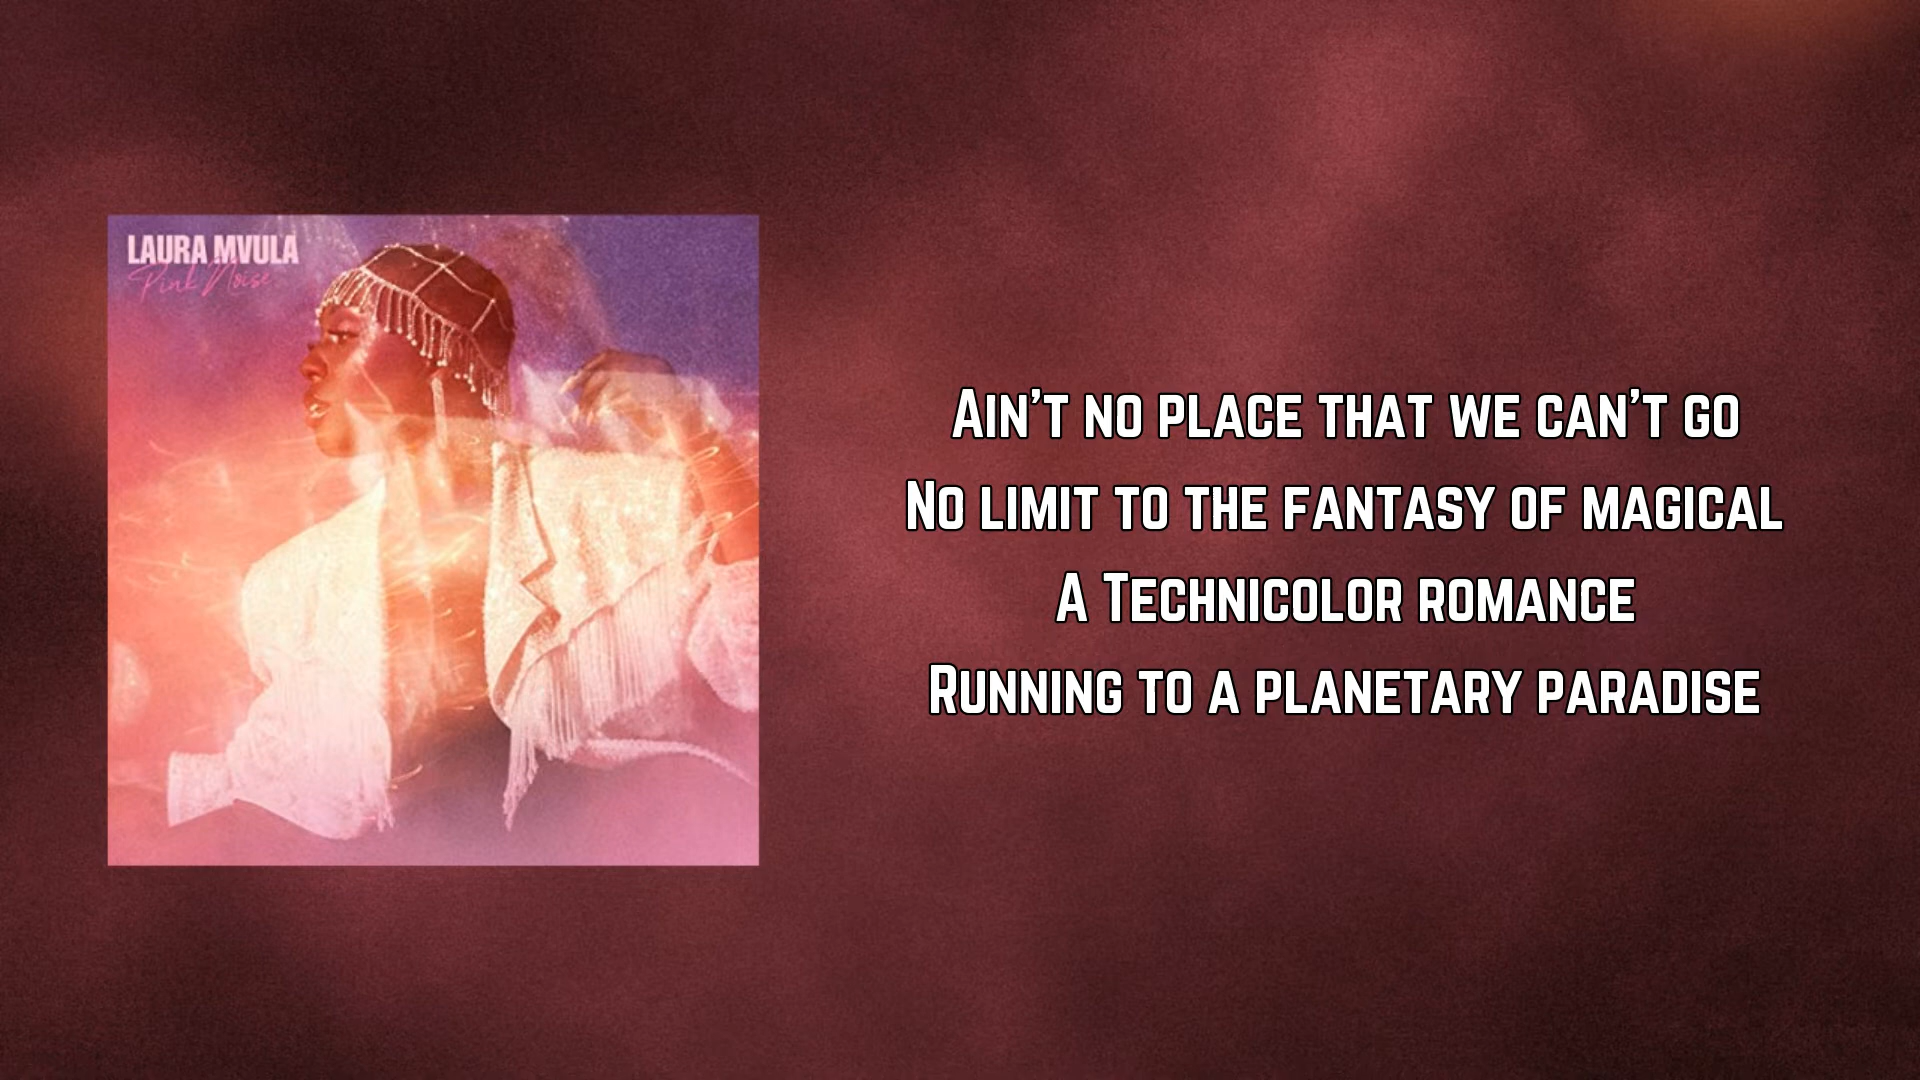 LAURA MVULA
Pink Noise
Ain't no place that we can't go
No limit to the fantasy of magical
A Technicolor romance
Running to a planetary paradise